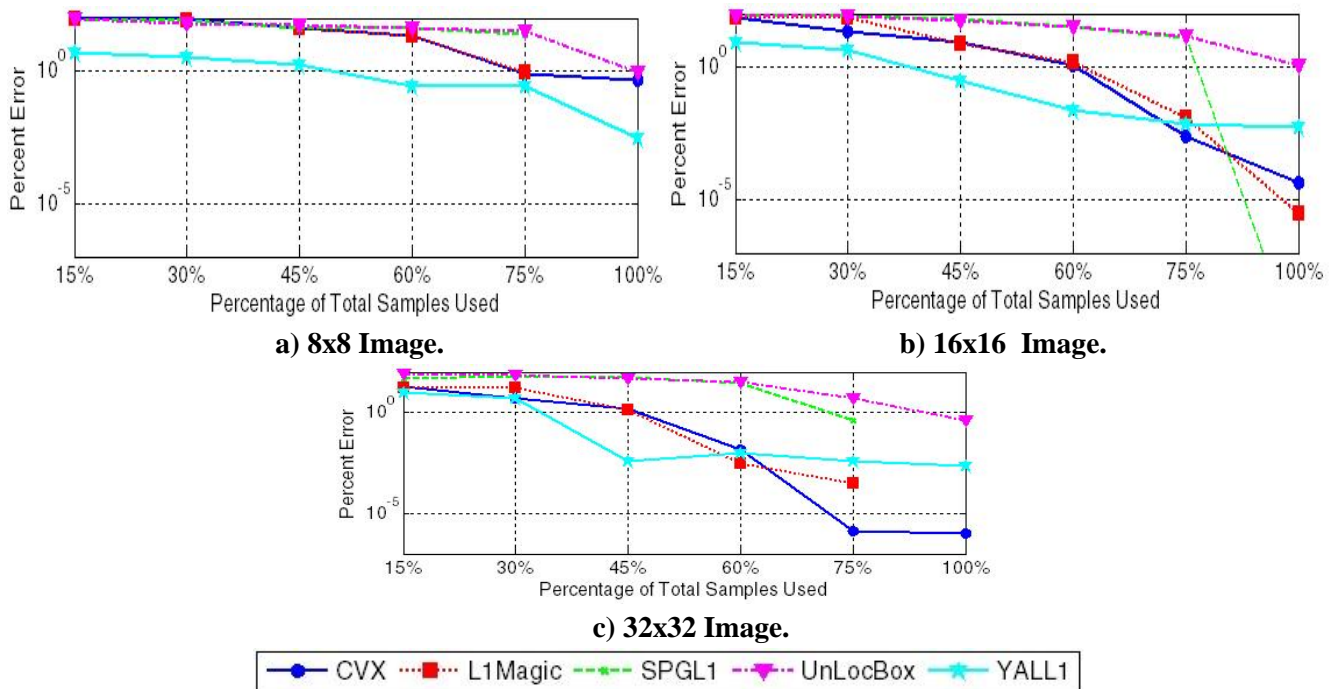 Percent Error
10^0
10^-5
15% 30% 45% 60% 75% 100%
Percentage of Total Samples Used
a) 8x8 Image.
Percent Error
10^0
10^-5
15% 30% 45% 60% 75% 100%
Percentage of Total Samples Used
b) 16x16 Image.
Percent Error
10^0
10^-5
15% 30% 45% 60% 75% 100%
Percentage of Total Samples Used
c) 32x32 Image.
CVX L1Magic SPGL1 UnLocBox YALL1